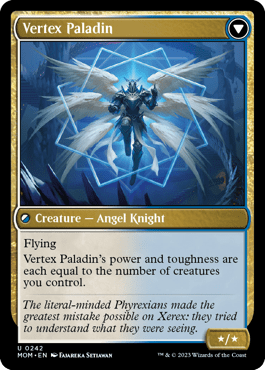 Vertex Paladin
Creature — Angel Knight
Flying
Vertex Paladin's power and toughness are
each equal to the number of creatures
you control.
The literal-minded Phyrexians made the
greatest mistake possible on Xerex: they tried
to understand what they were seeing.
*/*
U 0242
MOM • EN Fajareka Setiawan
™ & © 2023 Wizards of the Coast